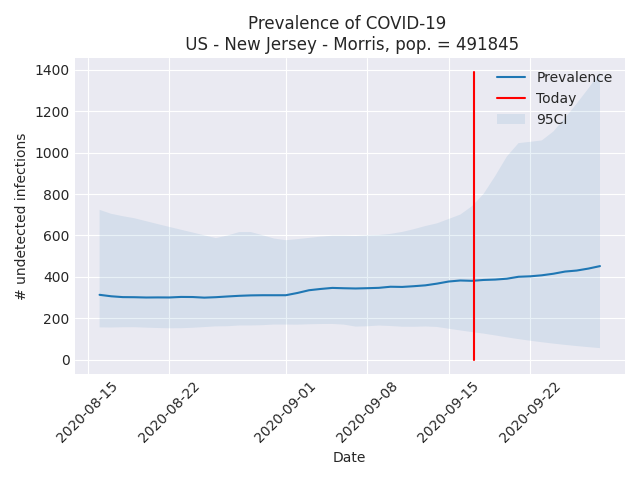 Prevalence of COVID-19
US - New Jersey - Morris, pop. = 491845
Prevalence
Today
95CI
# undetected infections
1400
1200
1000
800
600
400
200
0
2020-08-15
2020-08-22
2020-09-01
2020-09-08
2020-09-15
2020-09-22
Date